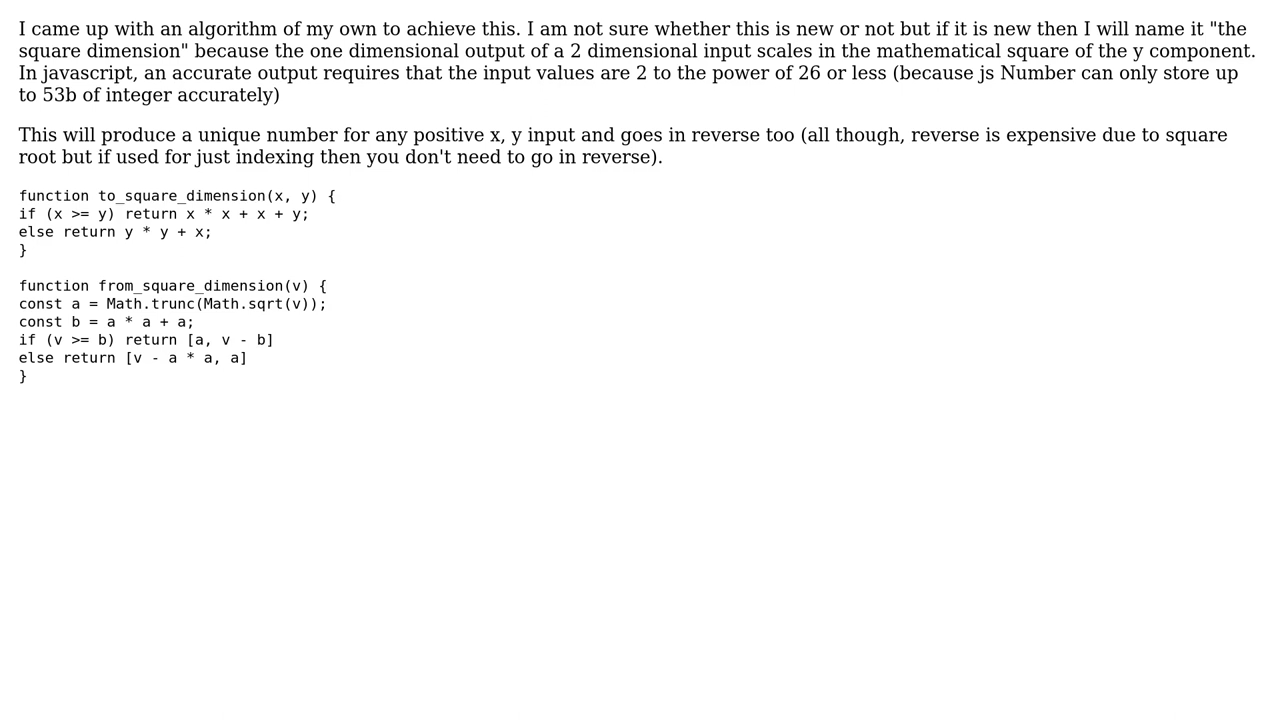 I came up with an algorithm of my own to achieve this. I am not sure whether this is new or not but if it is new then I will name it "the
square dimension" because the one dimensional output of a 2 dimensional input scales in the mathematical square of the y component.
In javascript, an accurate output requires that the input values are 2 to the power of 26 or less (because js Number can only store up
to 53b of integer accurately)
This will produce a unique number for any positive x, y input and goes in reverse too (all though, reverse is expensive due to square
root but if used for just indexing then you don't need to go in reverse).
function to_square_dimension(x, y) {
if (x >= y) return x * x + x + y;
else return y * y + x;
}
function from_square_dimension(v) {
const a = Math.trunc(Math.sqrt(v));
const b = a * a + a;
if (v >= b) return [a, v - b]
else return [v - a * a, a]
}